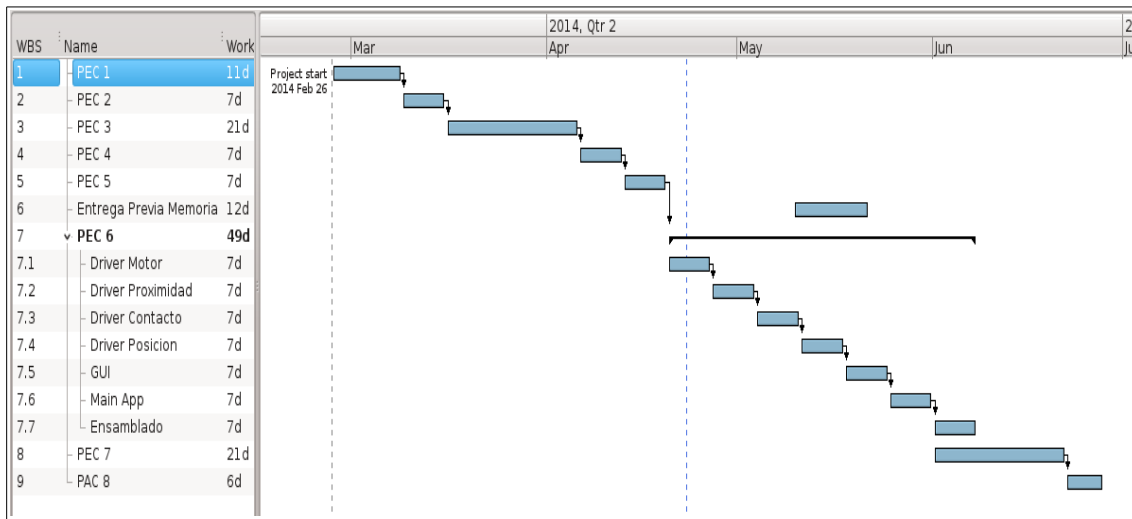 2014, Qtr 2
2
WBS Name Work
Mar Apr May Jun Ju
1 PEC 1 11d
Project start
2014 Feb 26
2 PEC 2 7d
3 PEC 3 21d
4 PEC 4 7d
5 PEC 5 7d
6 Entrega Previa Memoria 12d
7 PEC 6 49d
7.1 Driver Motor 7d
7.2 Driver Proximidad 7d
7.3 Driver Contacto 7d
7.4 Driver Posicion 7d
7.5 GUI 7d
7.6 Main App 7d
7.7 Ensamblado 7d
8 PEC 7 21d
9 PAC 8 6d